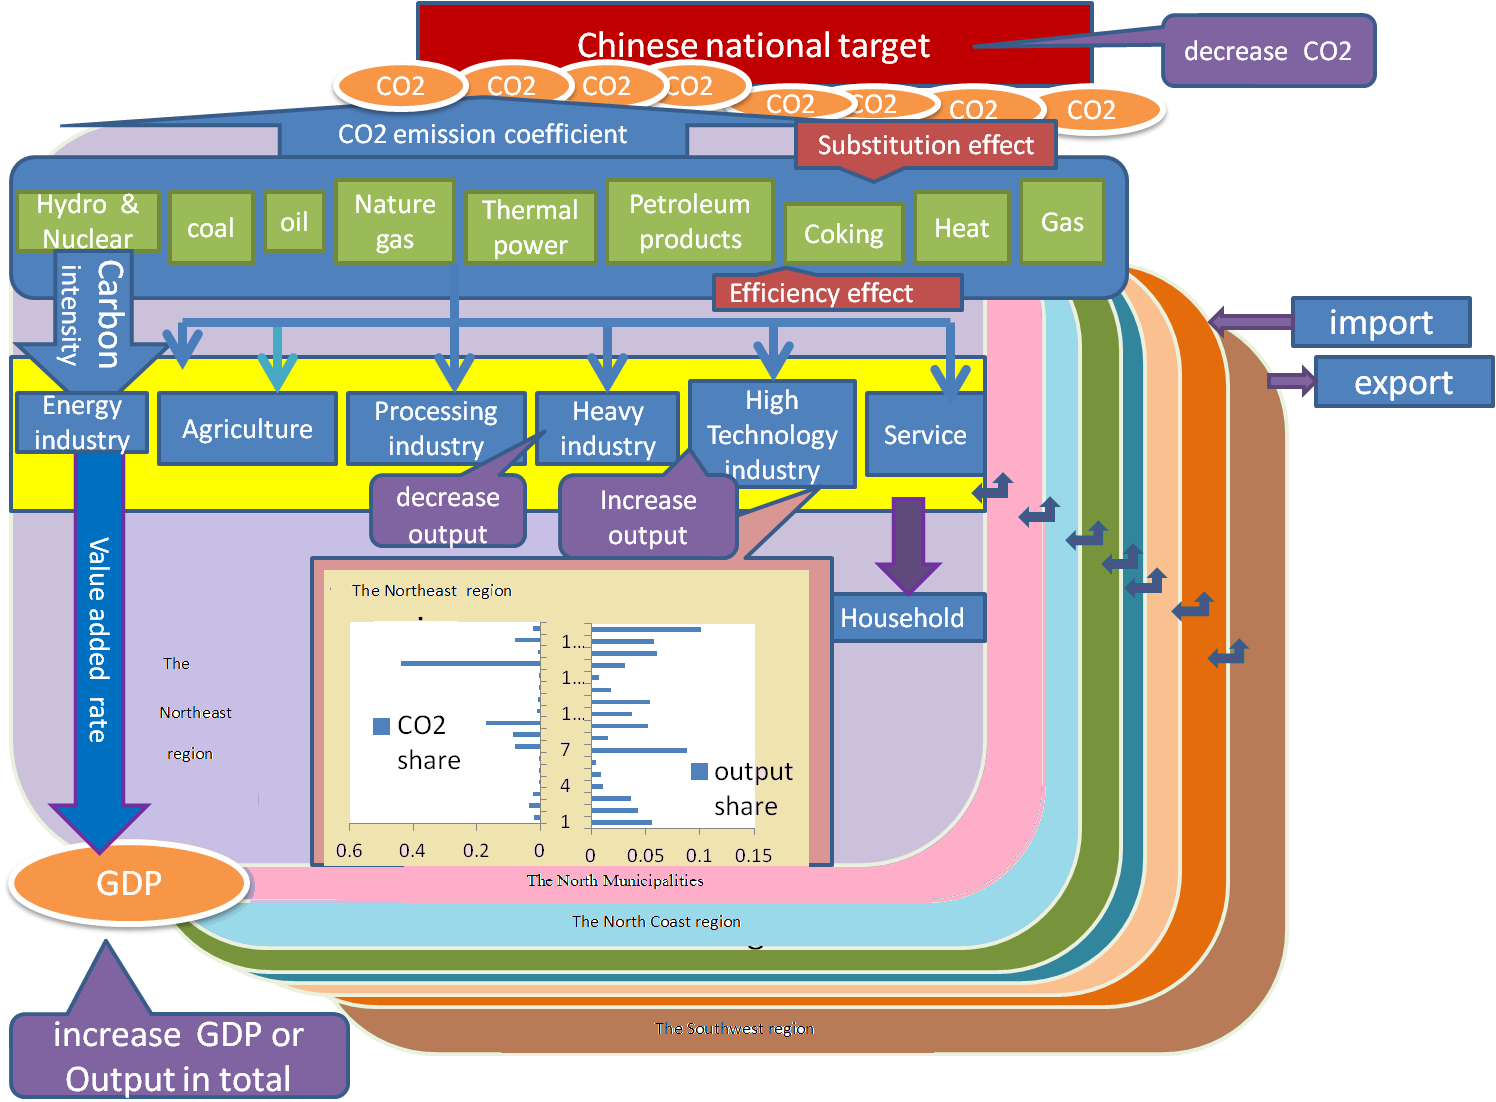 Chinese national target
decrease CO2
CO2
CO2
CO2
CO2
CO2
CO2
CO2
CO2
CO2 emission coefficient
Substitution effect
Hydro &
Nuclear
coal
oil
Nature
gas
Thermal
power
Petroleum
products
Coking
Heat
Gas
Carbon
intensity
Efficiency effect
import
export
Energy
industry
Agriculture
Processing
industry
Heavy
industry
High
Technology
industry
Service
decrease
output
Increase
output
Value added rate
Household
The
Northeast
region
The Northeast region
CO2
share
0.6
0.4
0.2
0
1...
1...
1...
7
4
1
output
share
0
0.05
0.1
0.15
GDP
The North Municipalities
The North Coast region
The Southwest region
increase GDP or
Output in total